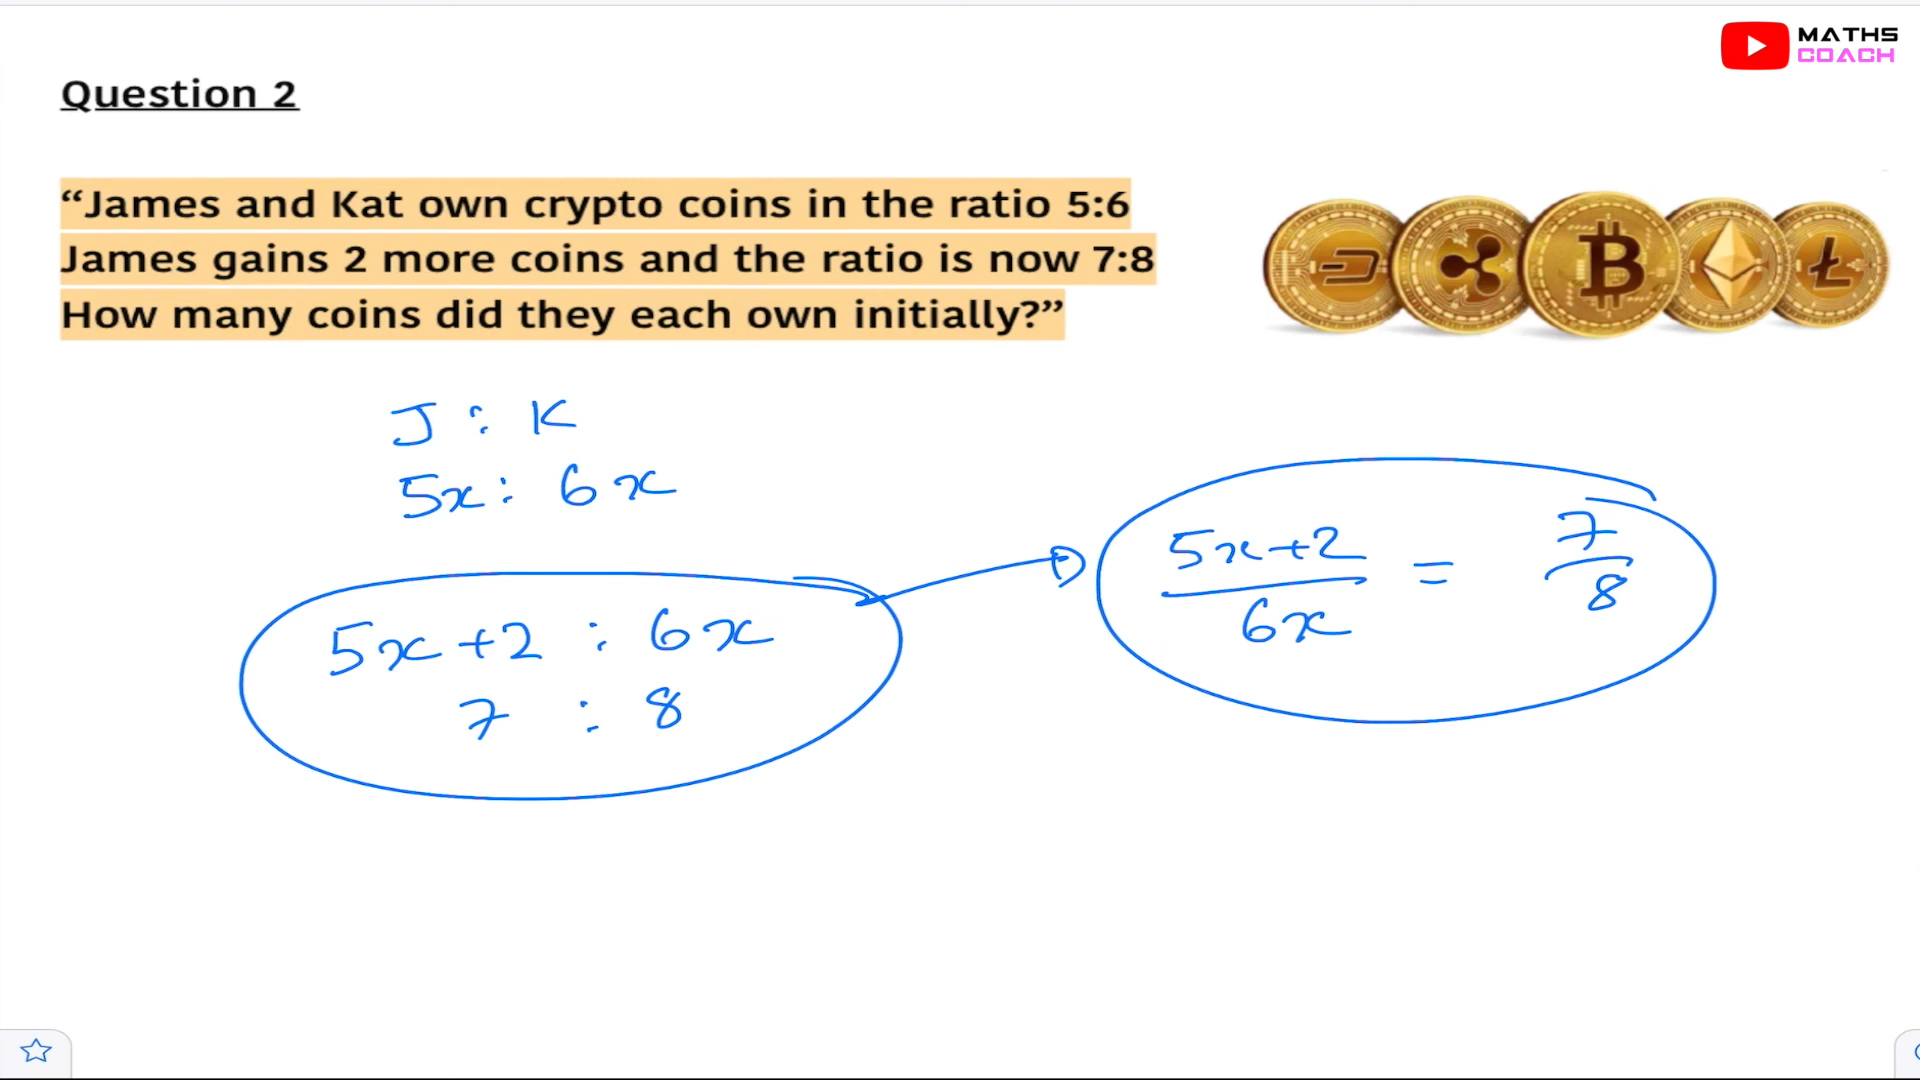 MATHS
COACH
Question 2
“James and Kat own crypto coins in the ratio 5:6
James gains 2 more coins and the ratio is now 7:8
How many coins did they each own initially?”
J : K
5x : 6x
5x+2 : 6x
7 : 8
5x+2 / 6x = 7 / 8